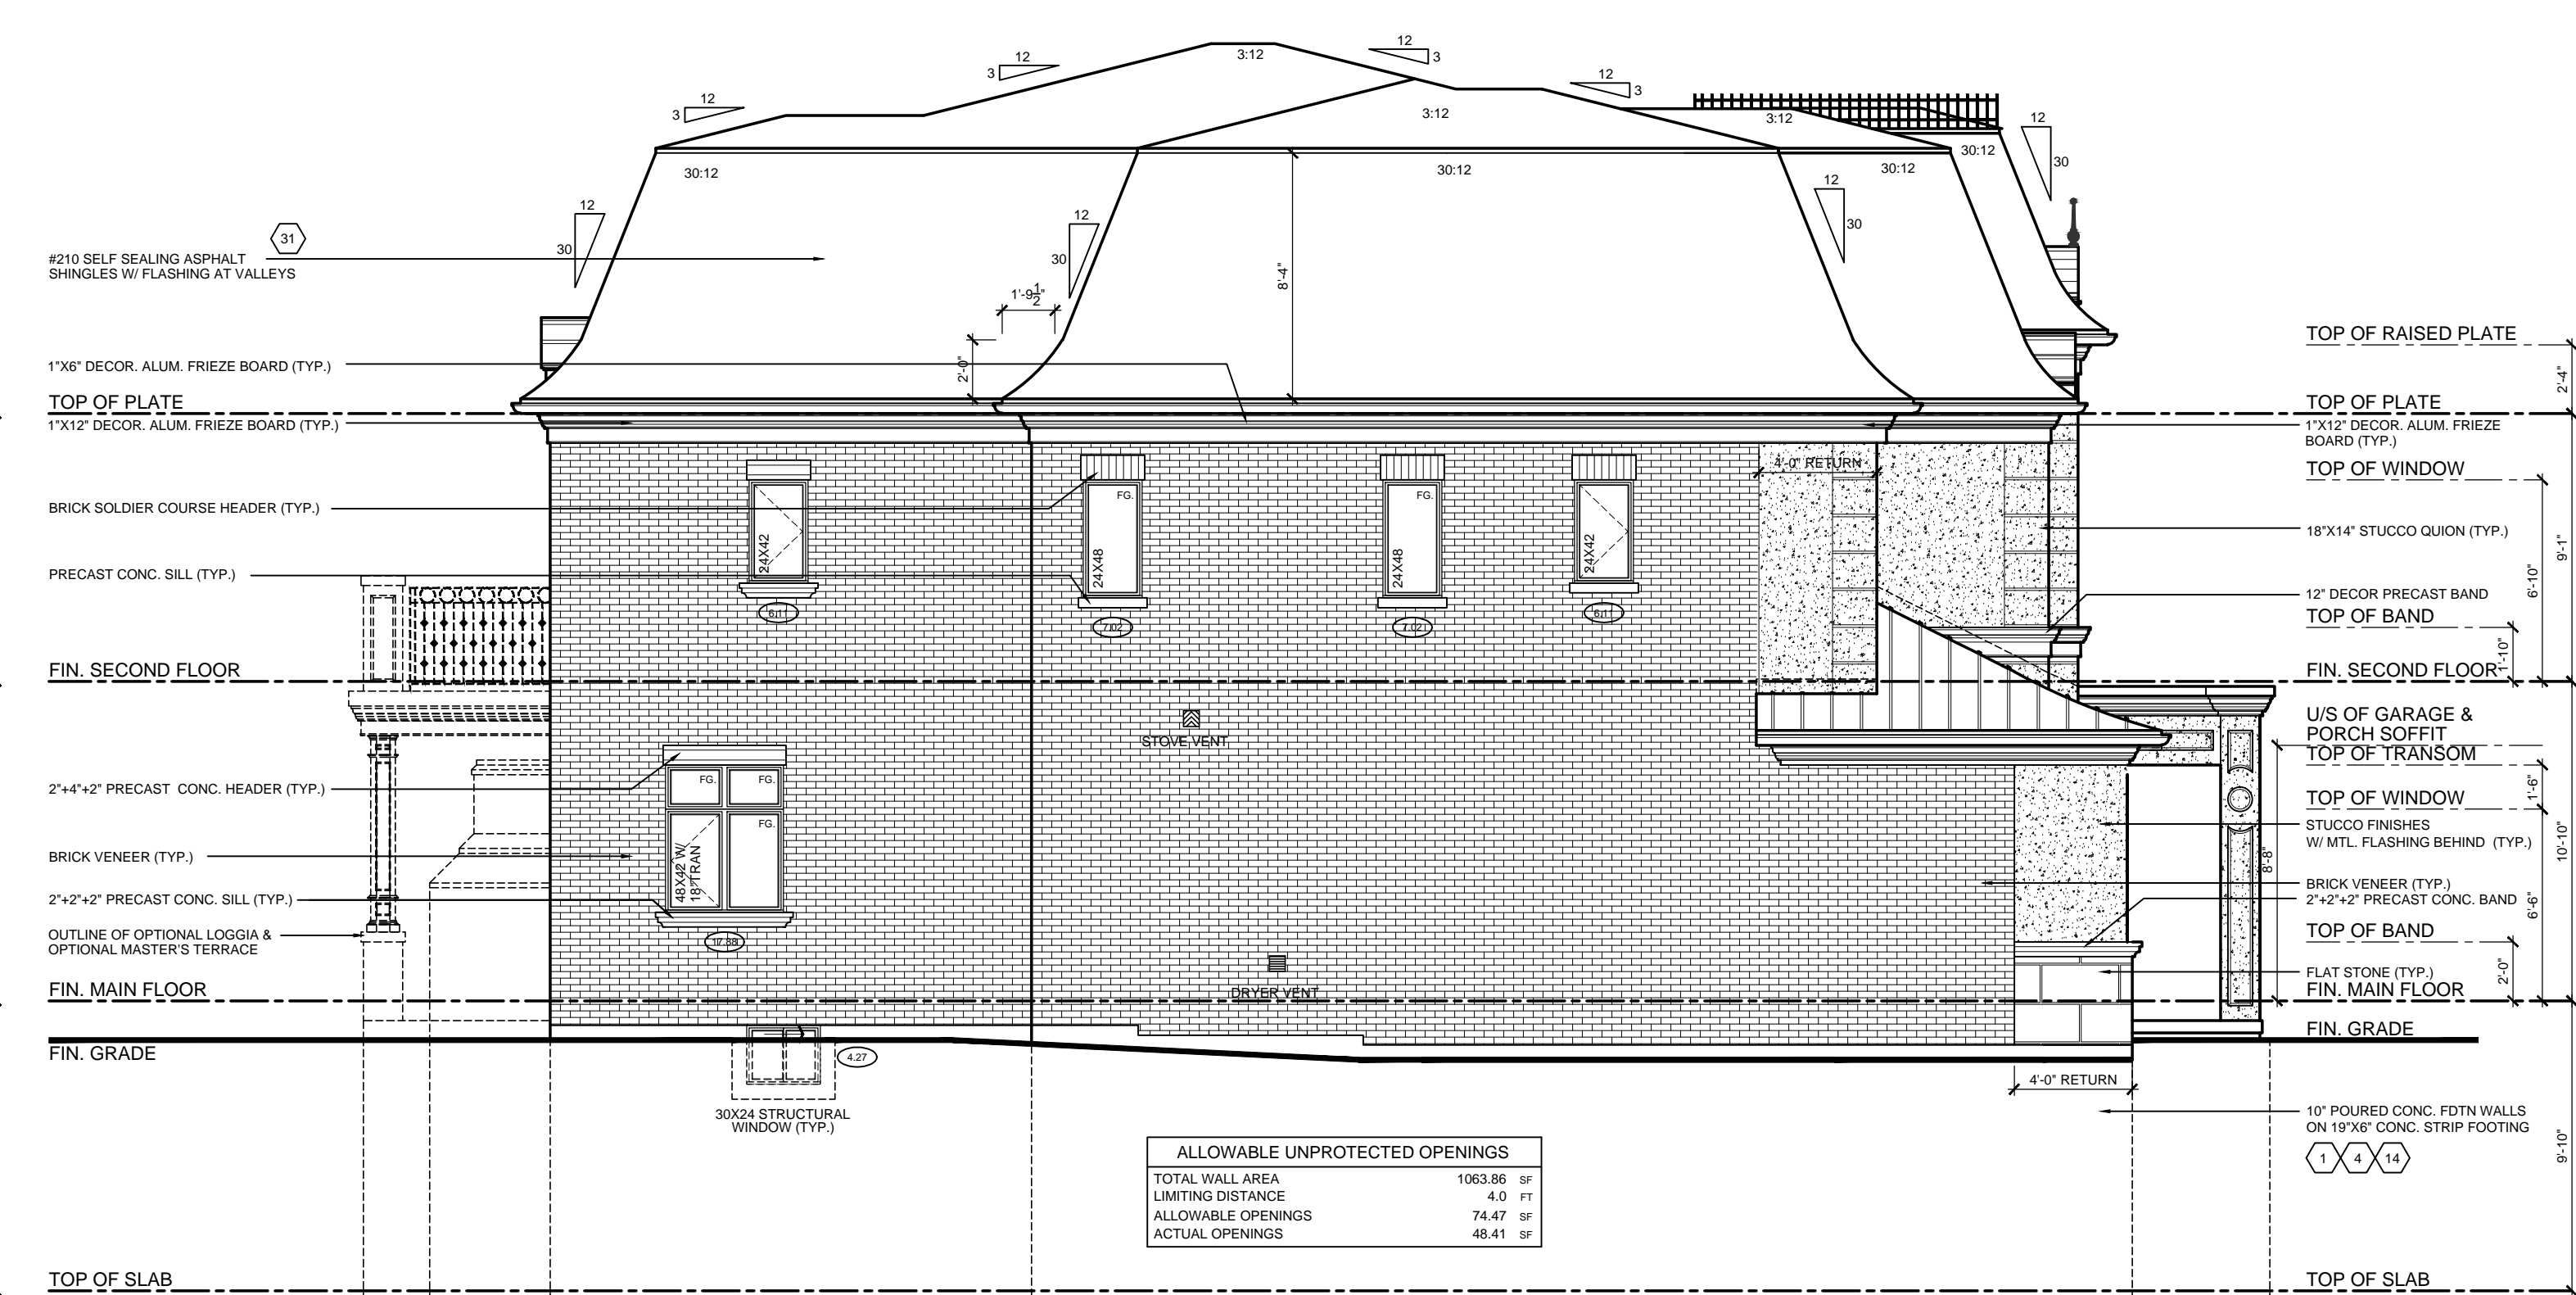 12
3
12
3
3:12
12
3
12
3
3:12
3:12
12
30
30:12
30:12
30:12
30:12
12
30
12
30
12
30
31
#210 SELF SEALING ASPHALT
SHINGLES W/ FLASHING AT VALLEYS
8'-4"
1'-9 1/2"
2'-0"
1"X6" DECOR. ALUM. FRIEZE BOARD (TYP.)
TOP OF PLATE
1"X12" DECOR. ALUM. FRIEZE BOARD (TYP.)
BRICK SOLDIER COURSE HEADER (TYP.)
PRECAST CONC. SILL (TYP.)
FIN. SECOND FLOOR
2"+4"+2" PRECAST CONC. HEADER (TYP.)
BRICK VENEER (TYP.)
2"+2"+2" PRECAST CONC. SILL (TYP.)
OUTLINE OF OPTIONAL LOGGIA &
OPTIONAL MASTER'S TERRACE
FIN. MAIN FLOOR
FIN. GRADE
TOP OF SLAB
24X42
6.11
FG.
24X48
7.02
FG.
24X48
7.02
24X42
6.11
4'-0" RETURN
STOVE VENT
FG.
FG.
FG.
48X42 W/
18"TRAN
17.88
DRYER VENT
4.27
30X24 STRUCTURAL
WINDOW (TYP.)
4'-0" RETURN
ALLOWABLE UNPROTECTED OPENINGS
TOTAL WALL AREA 1063.86 SF
LIMITING DISTANCE 4.0 FT
ALLOWABLE OPENINGS 74.47 SF
ACTUAL OPENINGS 48.41 SF
TOP OF RAISED PLATE
2'-4"
TOP OF PLATE
1"X12" DECOR. ALUM. FRIEZE
BOARD (TYP.)
TOP OF WINDOW
18"X14" STUCCO QUION (TYP.)
9'-1"
6'-10"
12" DECOR PRECAST BAND
TOP OF BAND
1'-10"
FIN. SECOND FLOOR
U/S OF GARAGE &
PORCH SOFFIT
TOP OF TRANSOM
1'-6"
TOP OF WINDOW
STUCCO FINISHES
W/ MTL. FLASHING BEHIND (TYP.)
10'-10"
8'-8"
BRICK VENEER (TYP.)
2"+2"+2" PRECAST CONC. BAND
6'-6"
TOP OF BAND
FLAT STONE (TYP.)
2'-0"
FIN. MAIN FLOOR
FIN. GRADE
10" POURED CONC. FDTN WALLS
ON 19"X6" CONC. STRIP FOOTING
1 4 14
9'-10"
TOP OF SLAB